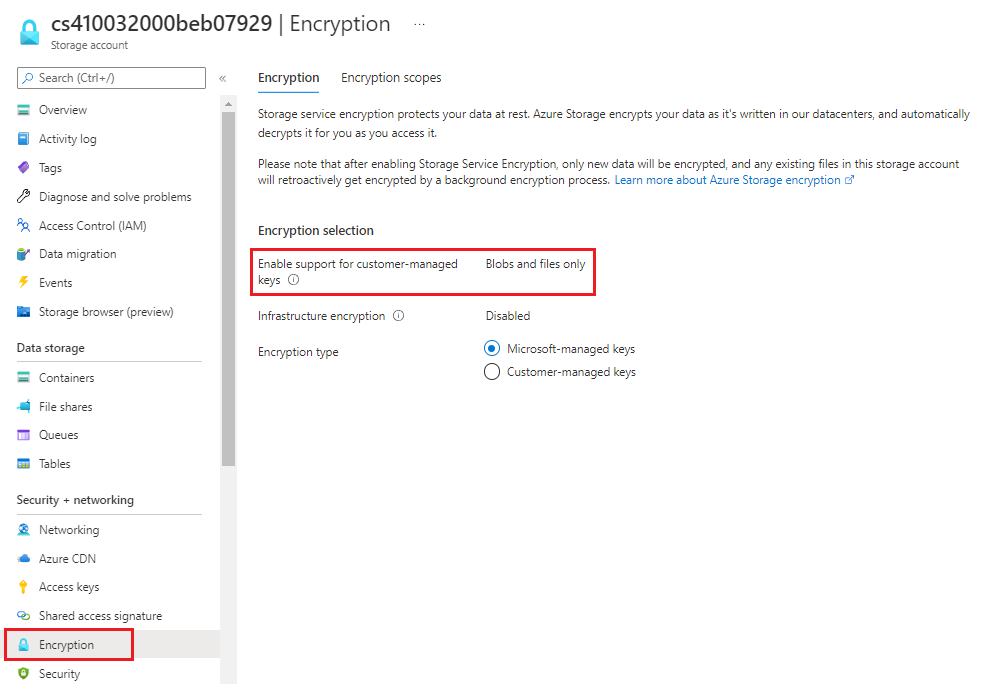 cs410032000beb07929 | Encryption ...
Storage account
Search (Ctrl+/) «
Overview
Activity log
Tags
Diagnose and solve problems
Access Control (IAM)
Data migration
Events
Storage browser (preview)
Data storage
Containers
File shares
Queues
Tables
Security + networking
Networking
Azure CDN
Access keys
Shared access signature
Encryption
Security
Encryption Encryption scopes
Storage service encryption protects your data at rest. Azure Storage encrypts your data as it's written in our datacenters, and automatically
decrypts it for you as you access it.
Please note that after enabling Storage Service Encryption, only new data will be encrypted, and any existing files in this storage account
will retroactively get encrypted by a background encryption process. Learn more about Azure Storage encryption
Encryption selection
Enable support for customer-managed Blobs and files only
keys
Infrastructure encryption Disabled
Encryption type Microsoft-managed keys
Customer-managed keys